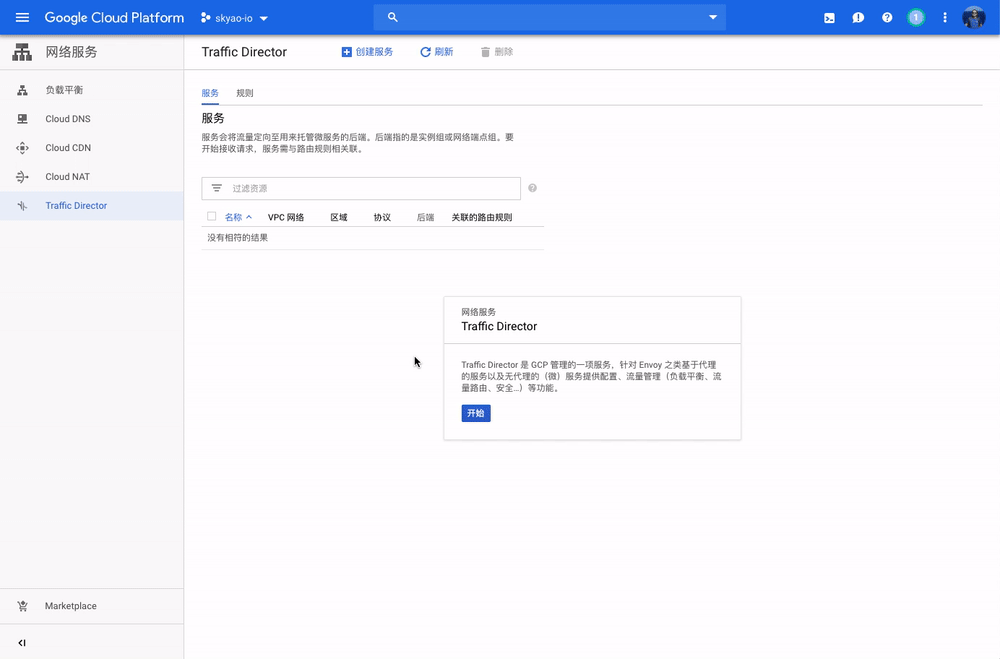 Google Cloud Platform
skyao-io
1
网络服务
Traffic Director
创建服务
刷新
删除
负载平衡
Cloud DNS
Cloud CDN
Cloud NAT
Traffic Director
服务
规则
服务
服务会将流量定向至用来托管微服务的后端。后端指的是实例组或网络端点组。要
开始接收请求，服务需与路由规则相关联。
过滤资源
名称
VPC 网络
区域
协议
后端
关联的路由规则
没有相符的结果
网络服务
Traffic Director
Traffic Director 是 GCP 管理的一项服务，针对 Envoy 之类基于代理
的服务以及无代理的（微）服务提供配置、流量管理（负载平衡、流
量路由、安全...）等功能。
开始
Marketplace